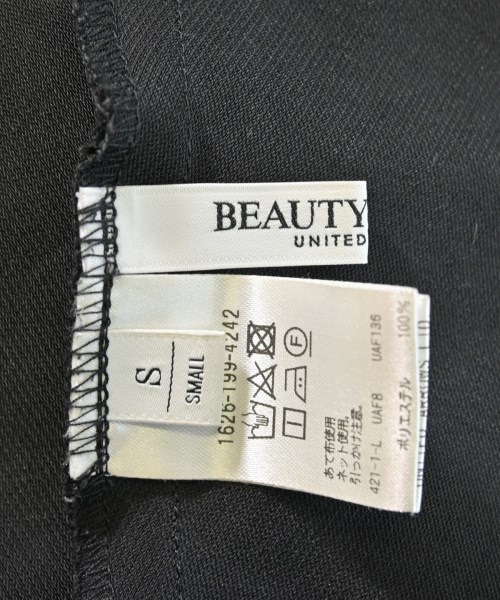 BEAUTY
UNITED
S
SMALL
1626-199-4242
F
あて布使用
ネット使用。
引っかけ注意。
421-1-L UAF8 UAF136
ポリエステル 100%